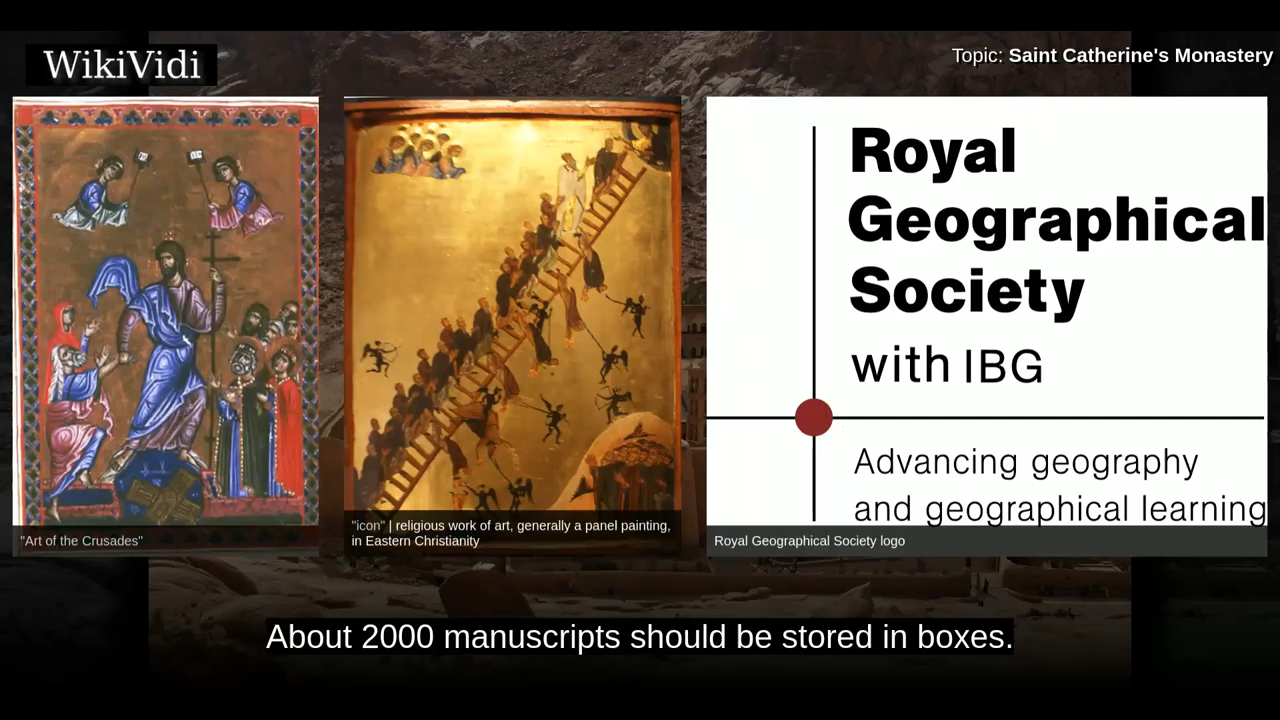 WikiVidi
Topic: Saint Catherine's Monastery
Royal
Geographical
Society
with IBG
Advancing geography
and geographical learning
"Art of the Crusades"
"icon" | religious work of art, generally a panel painting,
in Eastern Christianity
Royal Geographical Society logo
About 2000 manuscripts should be stored in boxes.